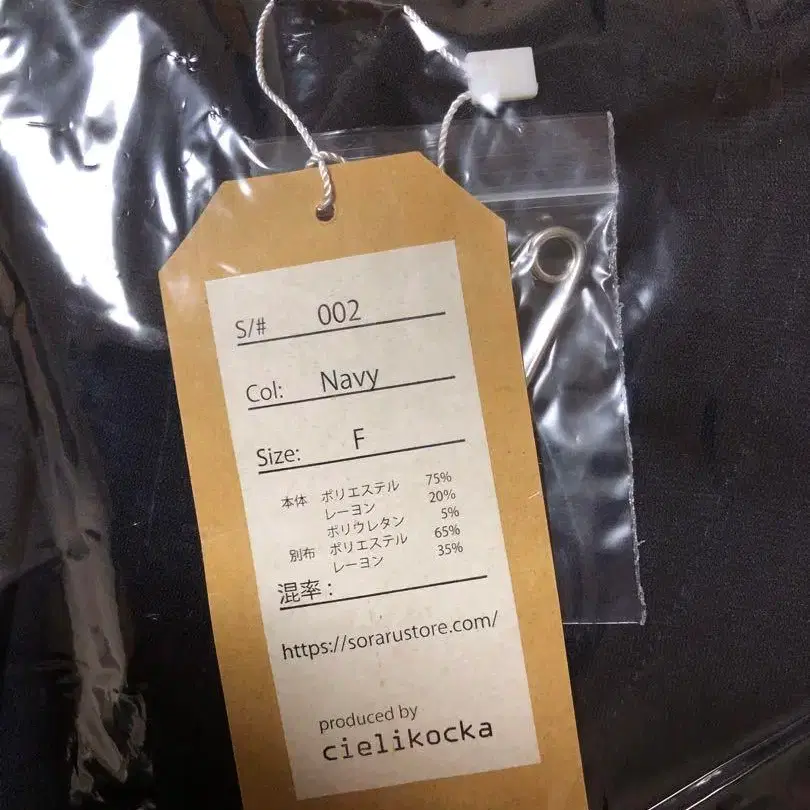 S/# 002
Col: Navy
Size: F
本体 ポリエステル 75%
レーヨン 20%
ポリウレタン 5%
別布 ポリエステル 65%
レーヨン 35%
混率:
https://sorarustore.com/
produced by
cielikocka